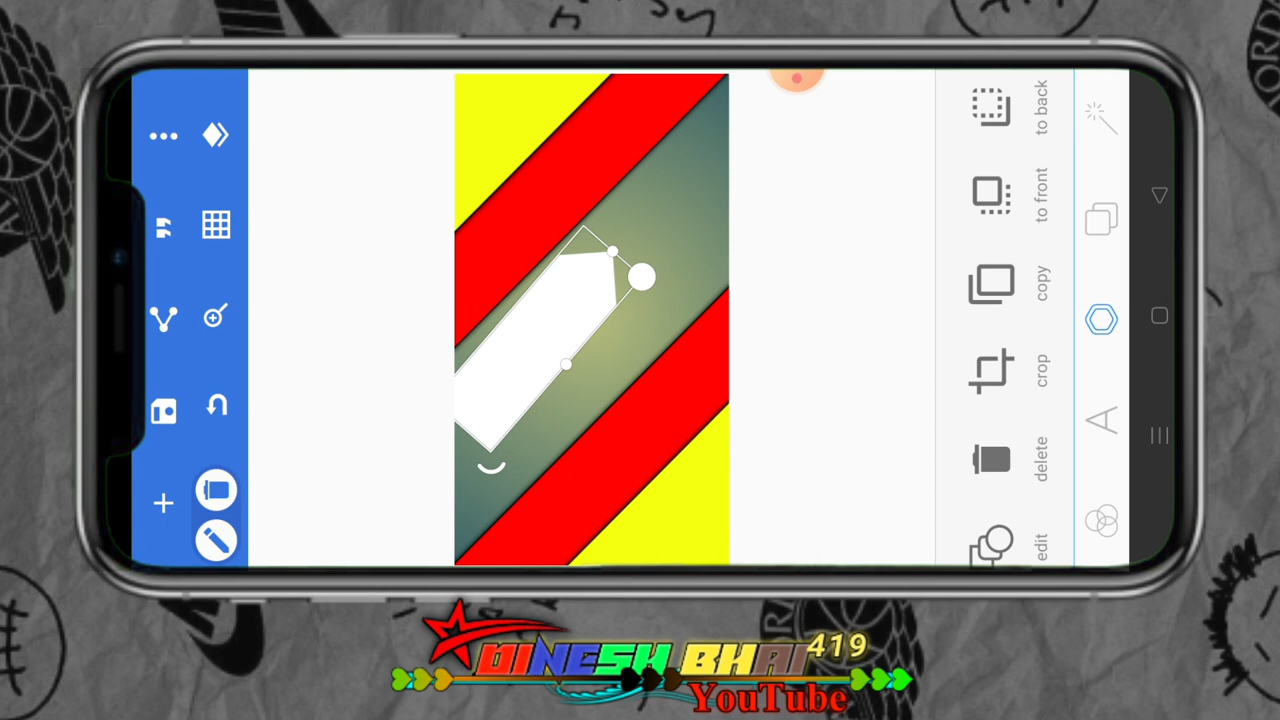 to back
to front
copy
crop
delete
edit
A
DINESH BHAI 419
YouTube